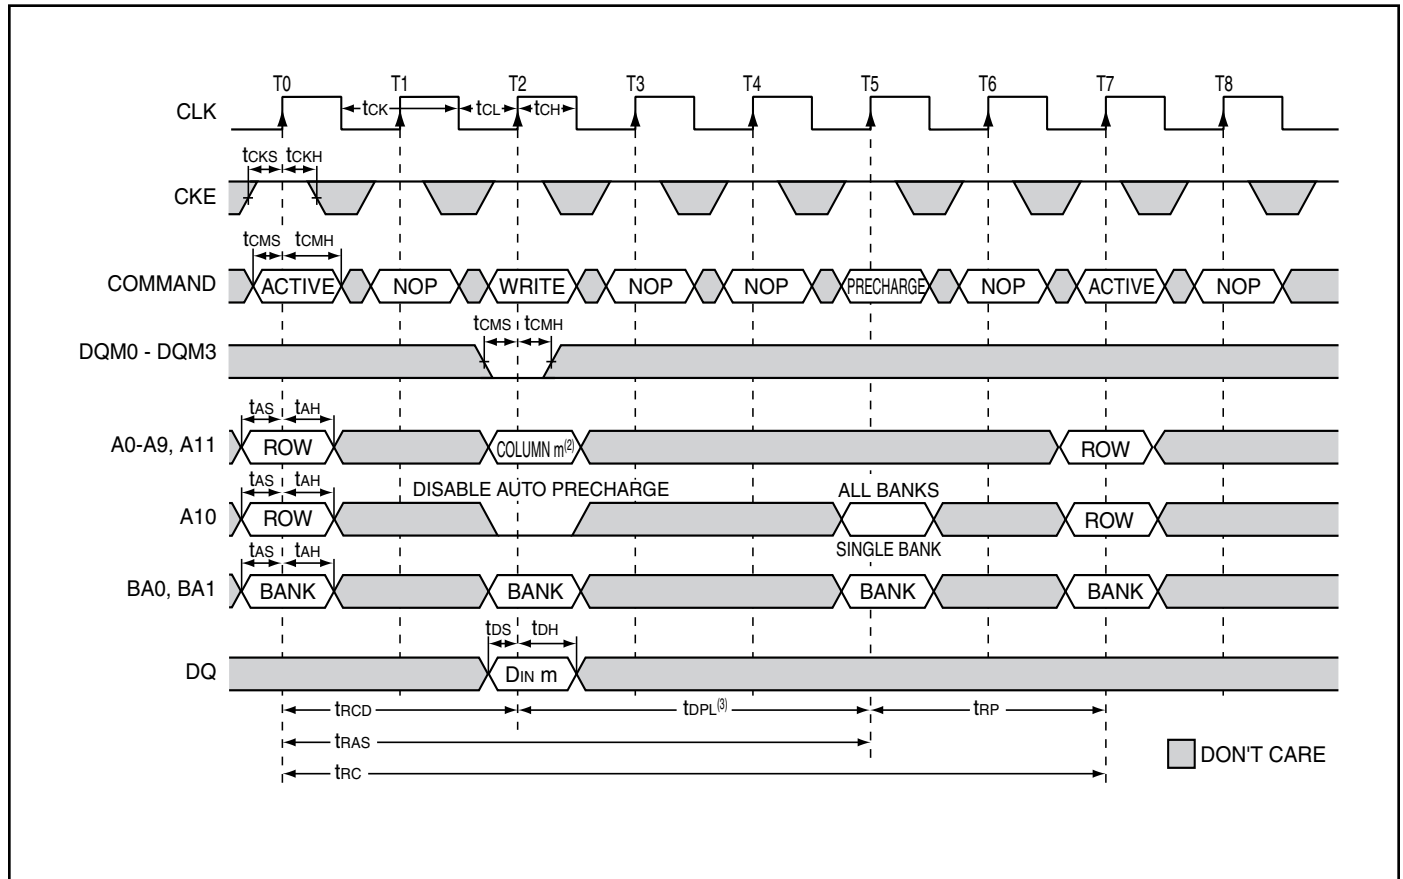 T0 T1 T2 T3 T4 T5 T6 T7 T8
CLK tCK tCL tCH
tCKS tCKH
CKE
tCMS tCMH
COMMAND ACTIVE NOP WRITE NOP NOP PRECHARGE NOP ACTIVE NOP
tCMS tCMH
DQM0 - DQM3
tAS tAH
A0-A9, A11 ROW COLUMN m(2) ROW
tAS tAH DISABLE AUTO PRECHARGE ALL BANKS
A10 ROW ROW
tAS tAH SINGLE BANK
BA0, BA1 BANK BANK BANK BANK
tDS tDH
DQ DIN m
tRCD tDPL(3) tRP
tRAS
DON'T CARE
tRC